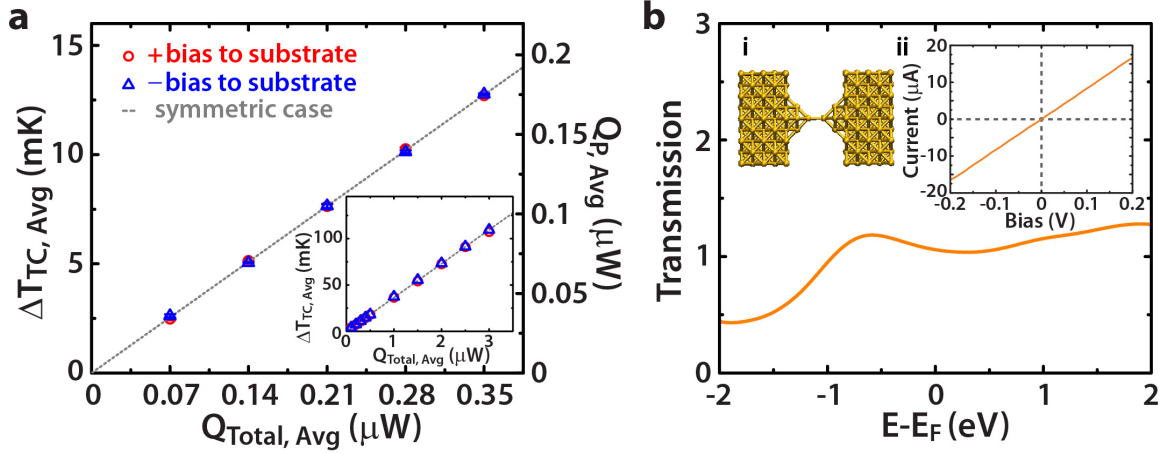 a
ΔT_TC, Avg (mK)
15
10
5
0
+bias to substrate
−bias to substrate
symmetric case
0.2
0.15
0.1
0.05
0
Q_P, Avg (μW)
0 0.07 0.14 0.21 0.28 0.35
Q_Total, Avg (μW)
ΔT_TC, Avg (mK)
100
50
0
0 1 2 3
Q_Total, Avg (μW)
b
Transmission
3
2
1
0
-2 -1 0 1 2
E-E_F (eV)
i
ii
Current (μA)
20
10
0
-10
-20
-0.2 -0.1 0 0.1 0.2
Bias (V)